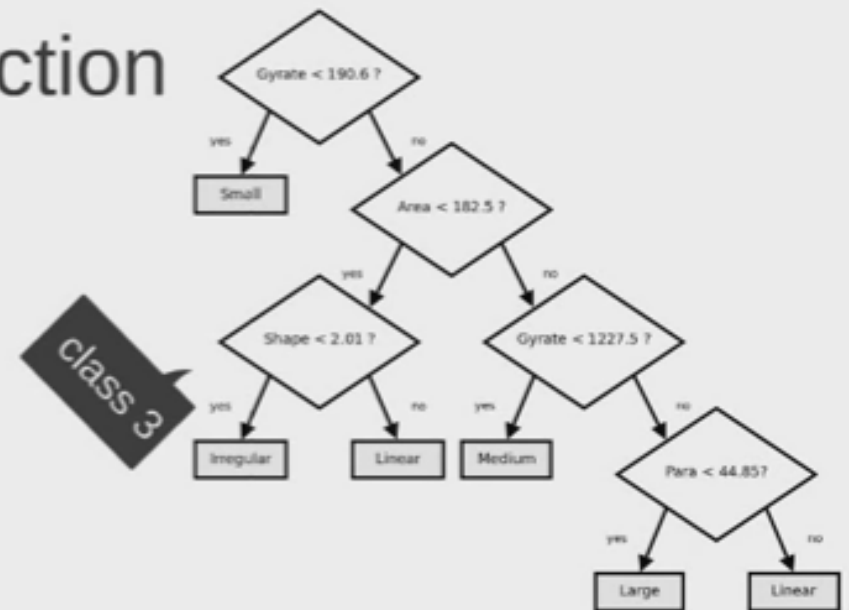 ction
Gyrate < 190.6 ?
yes
no
Small
Area < 182.5 ?
yes
no
Shape < 2.01 ?
Gyrate < 1227.5 ?
class 3
yes
no
yes
no
Irregular
Linear
Medium
Para < 44.85?
yes
no
Large
Linear